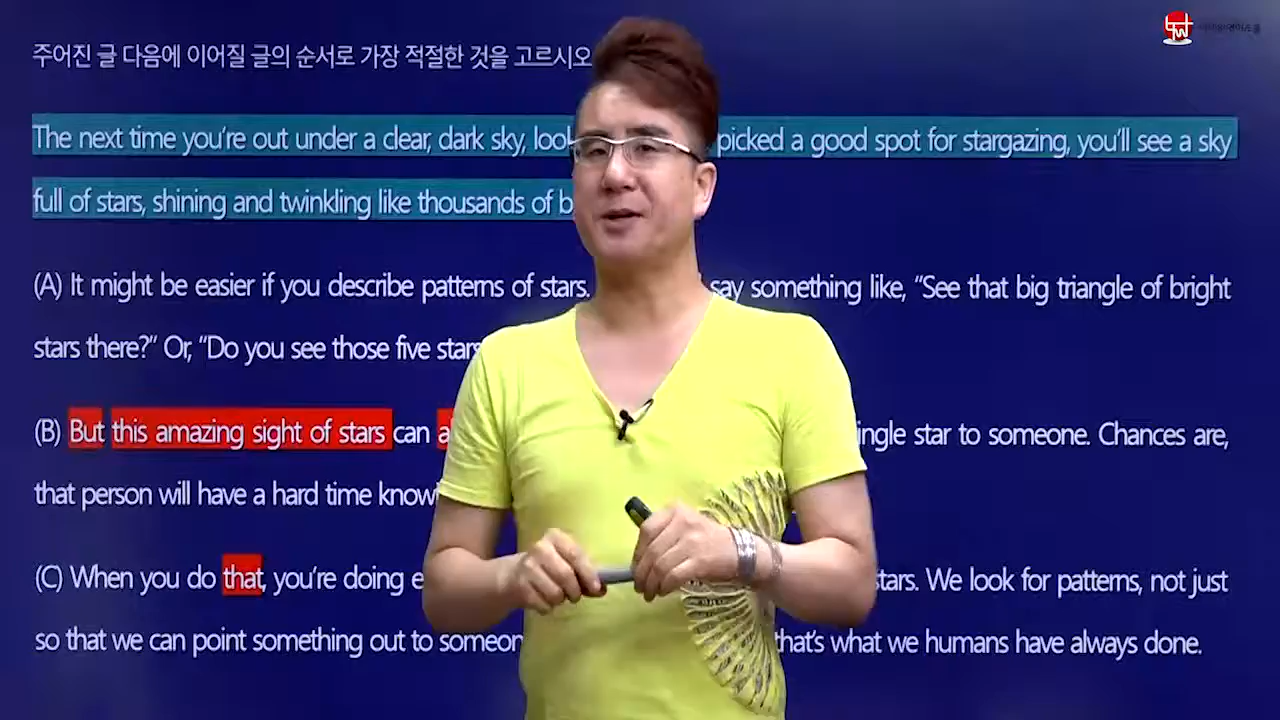 주어진 글 다음에 이어질 글의 순서로 가장 적절한 것을 고르시오
The next time you're out under a clear, dark sky, picked a good spot for stargazing, you'll see a sky
full of stars, shining and twinkling like thousands of
(A) It might be easier if you describe patterns of stars. say something like, "See that big triangle of bright
stars there?" Or, "Do you see those five stars
(B) But this amazing sight of stars can star to someone. Chances are,
that person will have a hard time
(C) When you do that, you're doing stars. We look for patterns, not just
so that we can point something out to that's what we humans have always done.